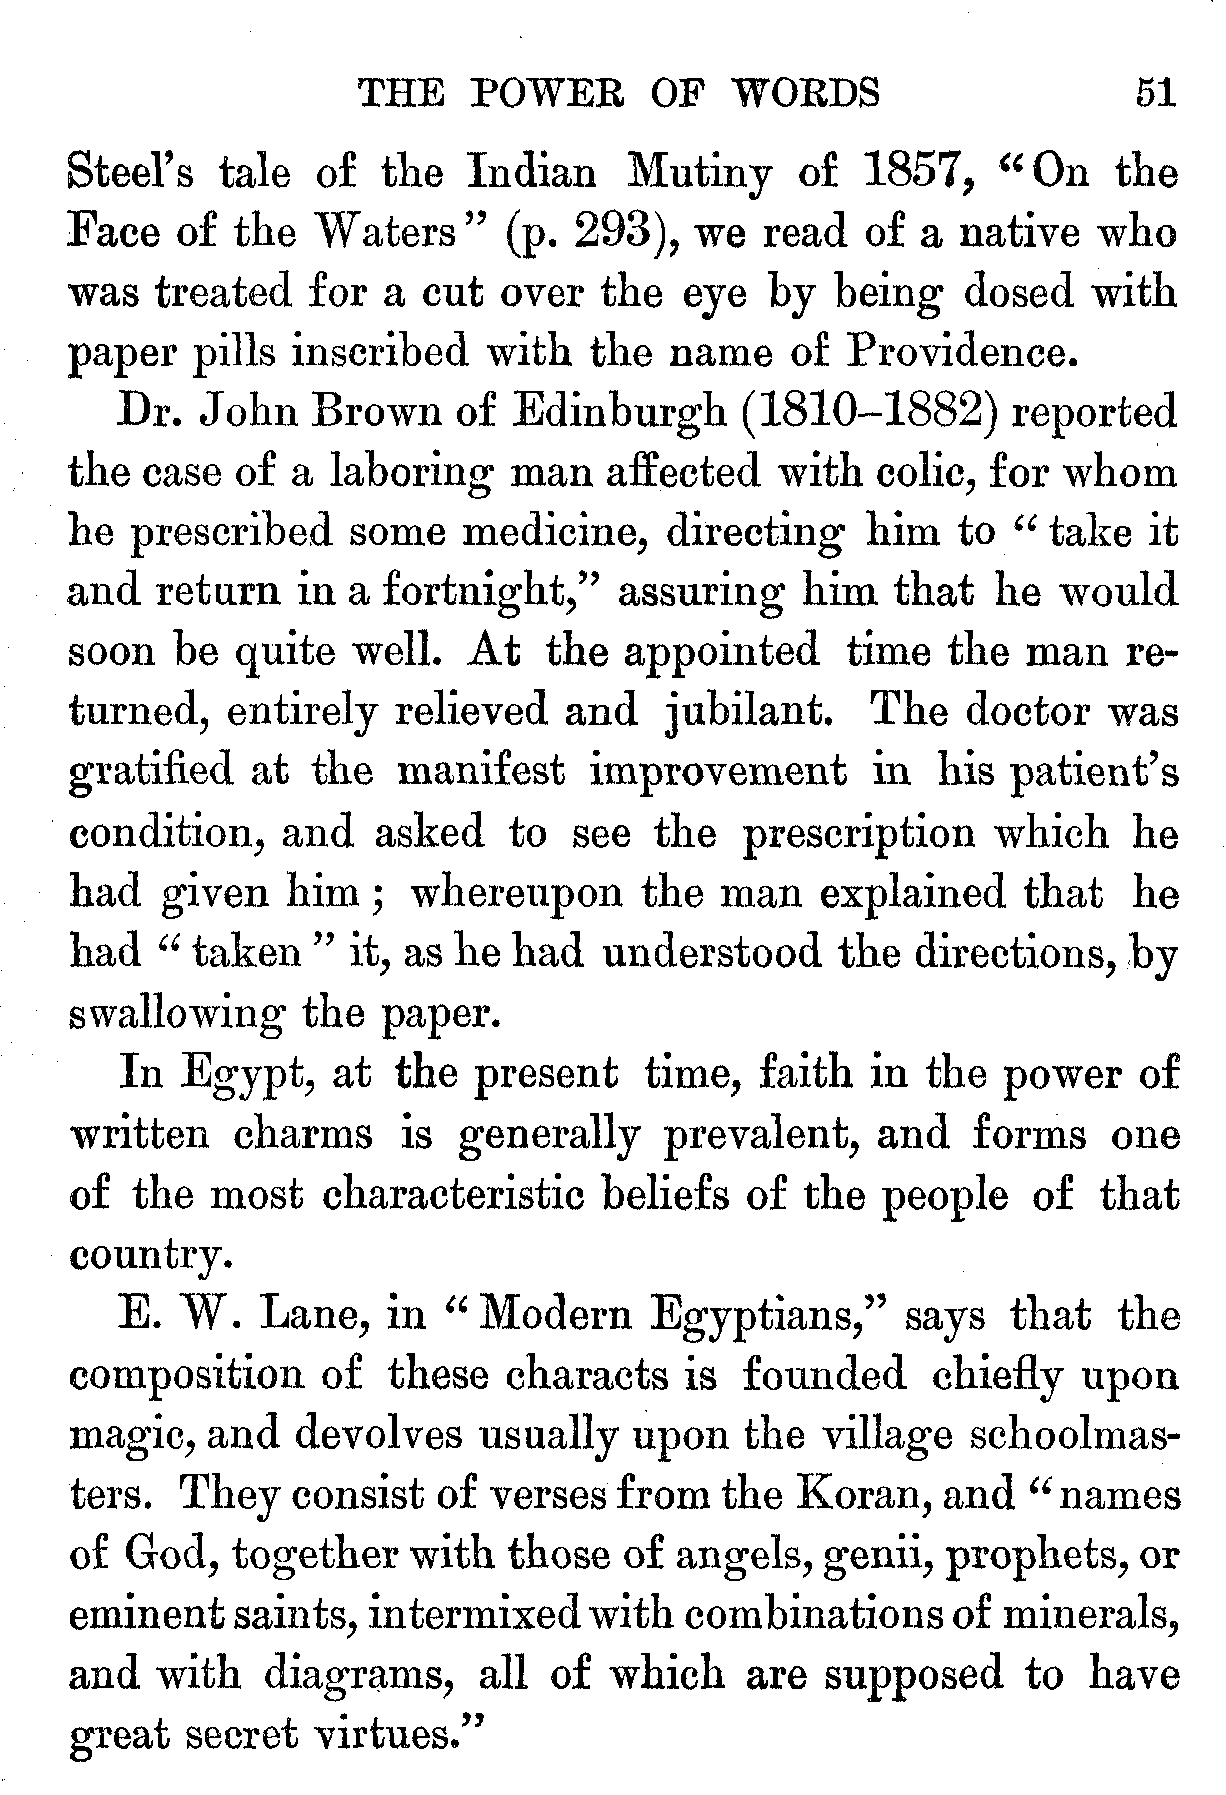 THE POWER OF WORDS 51
Steel's tale of the Indian Mutiny of 1857, "On the
Face of the Waters" (p. 293), we read of a native who
was treated for a cut over the eye by being dosed with
paper pills inscribed with the name of Providence.
Dr. John Brown of Edinburgh (1810–1882) reported
the case of a laboring man affected with colic, for whom
he prescribed some medicine, directing him to "take it
and return in a fortnight," assuring him that he would
soon be quite well. At the appointed time the man re-
turned, entirely relieved and jubilant. The doctor was
gratified at the manifest improvement in his patient's
condition, and asked to see the prescription which he
had given him; whereupon the man explained that he
had "taken" it, as he had understood the directions, by
swallowing the paper.
In Egypt, at the present time, faith in the power of
written charms is generally prevalent, and forms one
of the most characteristic beliefs of the people of that
country.
E. W. Lane, in "Modern Egyptians," says that the
composition of these characts is founded chiefly upon
magic, and devolves usually upon the village schoolmas-
ters. They consist of verses from the Koran, and "names
of God, together with those of angels, genii, prophets, or
eminent saints, intermixed with combinations of minerals,
and with diagrams, all of which are supposed to have
great secret virtues."